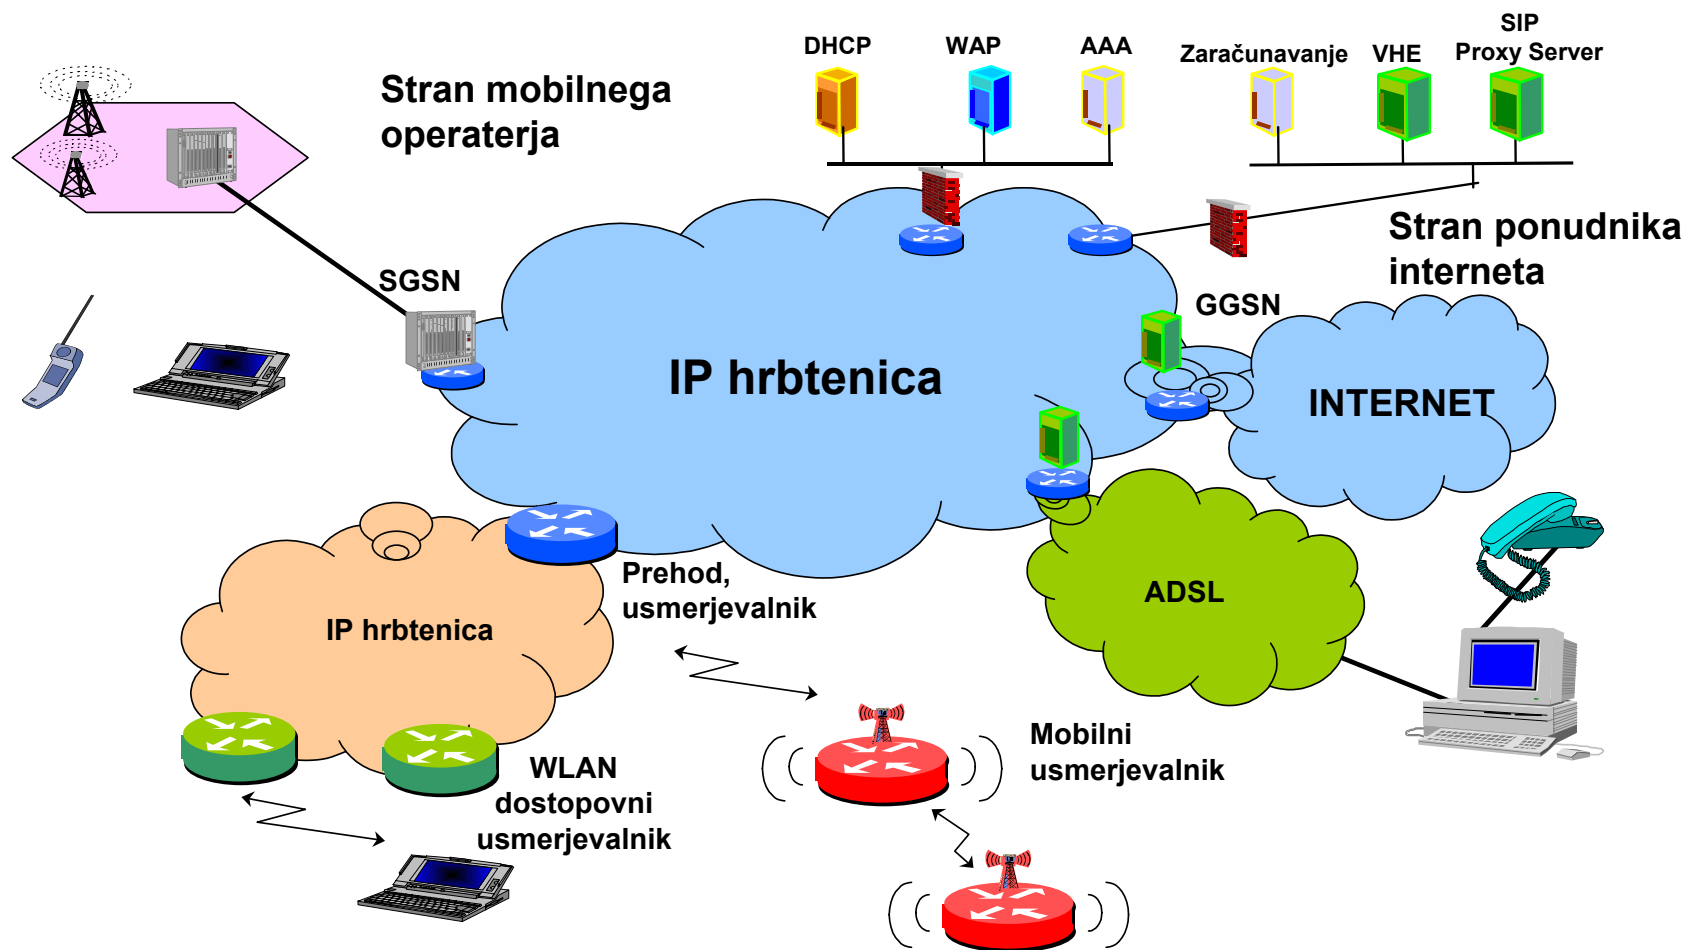 SIP
DHCP
WAP
AAA
Zaračunavanje
VHE
Proxy Server
Stran mobilnega
operaterja
Stran ponudnika
interneta
SGSN
GGSN
IP hrbtenica
INTERNET
Prehod,
usmerjevalnik
ADSL
IP hrbtenica
Mobilni
usmerjevalnik
WLAN
dostopovni
usmerjevalnik